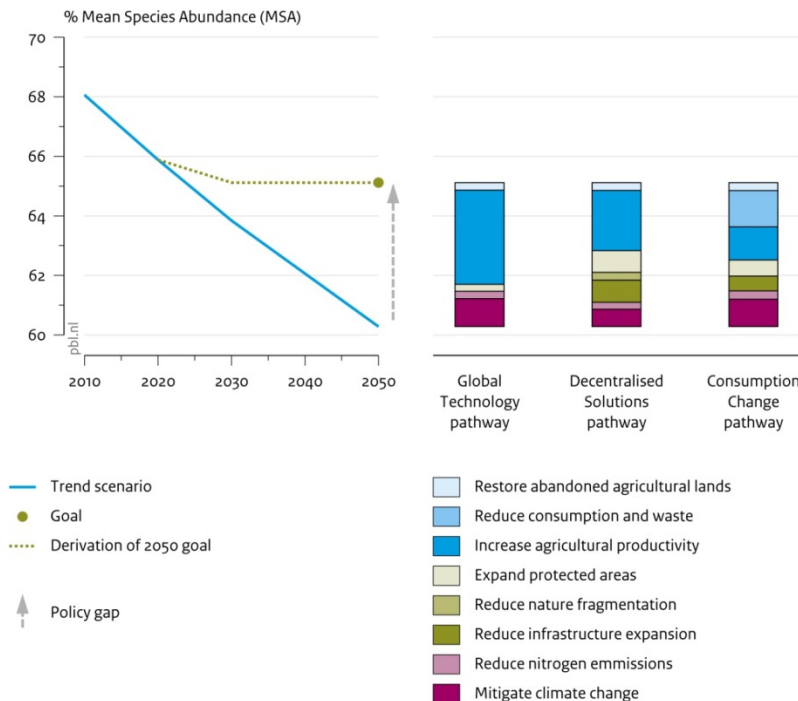 % Mean Species Abundance (MSA)
70
68
66
64
62
60
pbl.nl
2010
2020
2030
2040
2050
Global
Technology
pathway
Decentralised
Solutions
pathway
Consumption
Change
pathway
Trend scenario
Goal
Derivation of 2050 goal
Policy gap
Restore abandoned agricultural lands
Reduce consumption and waste
Increase agricultural productivity
Expand protected areas
Reduce nature fragmentation
Reduce infrastructure expansion
Reduce nitrogen emmissions
Mitigate climate change